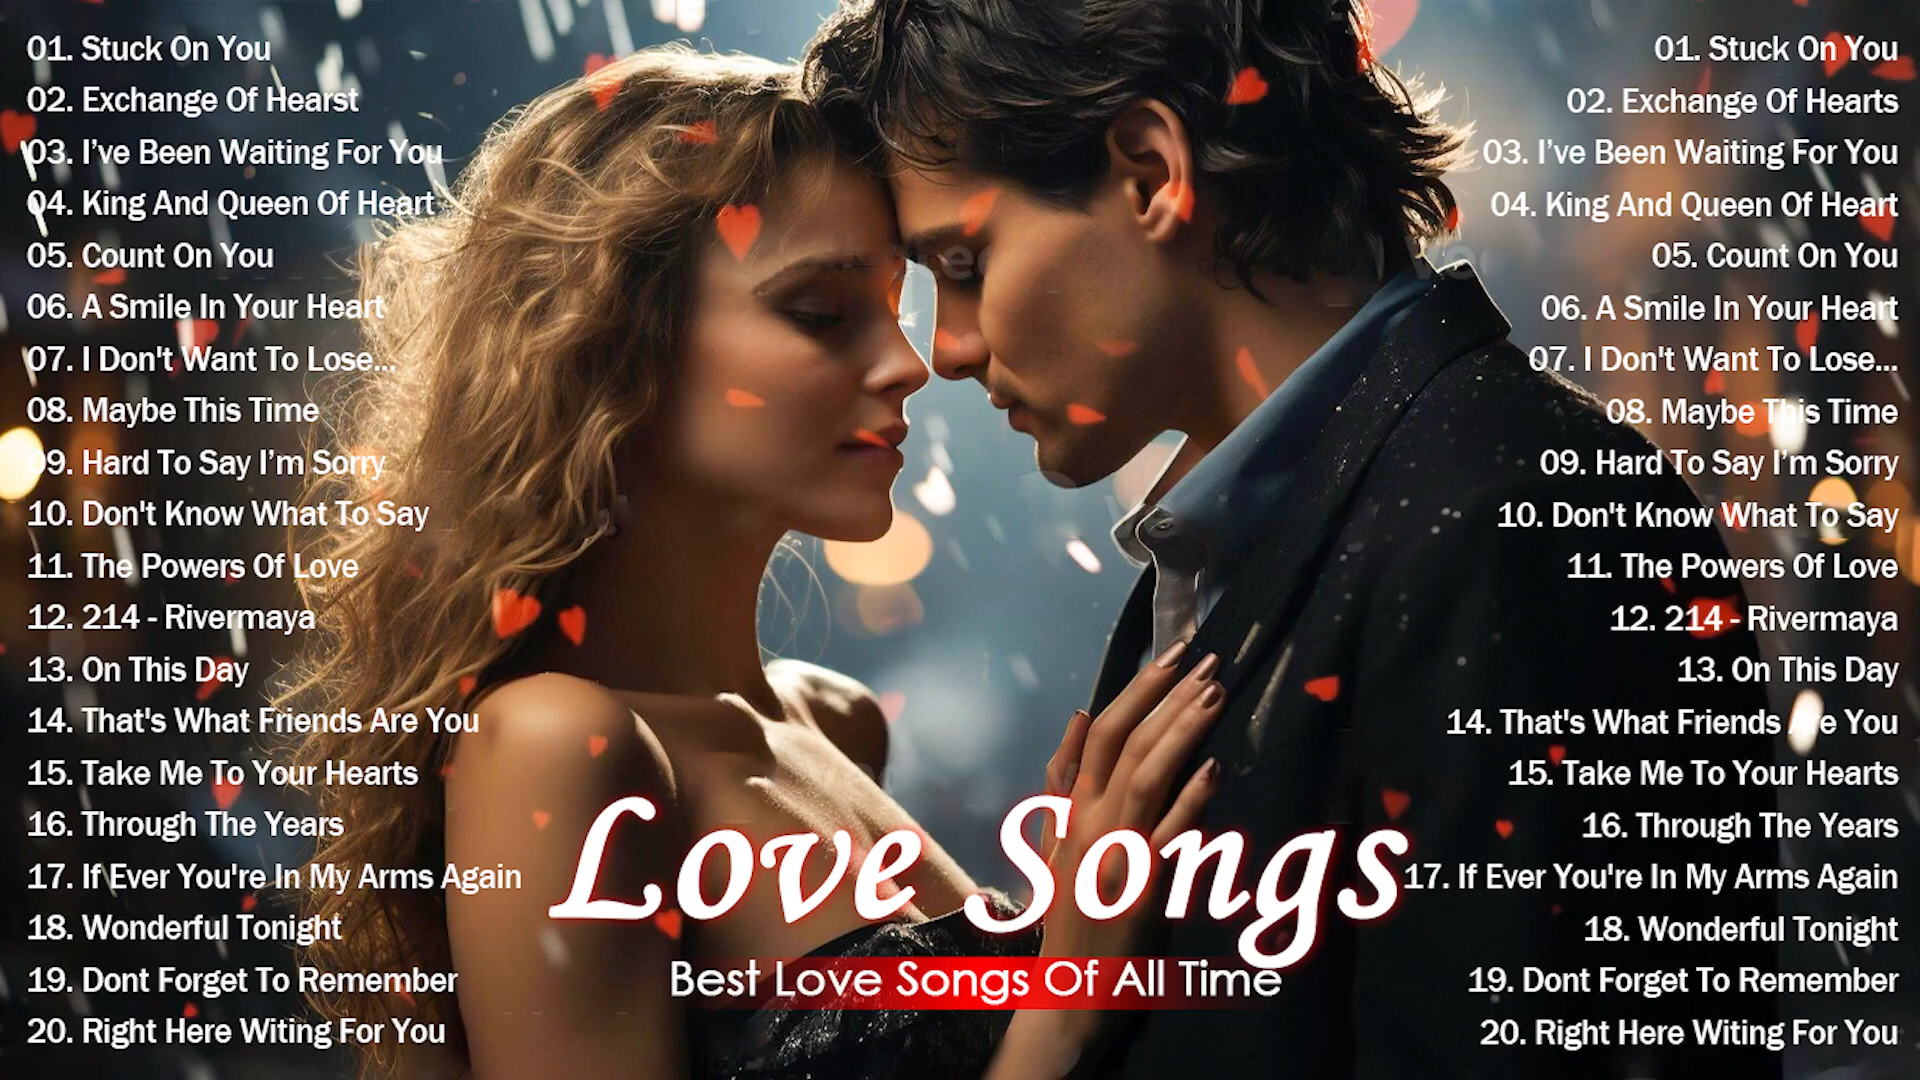 01. Stuck On You
02. Exchange Of Hearst
03. I’ve Been Waiting For You
04. King And Queen Of Heart
05. Count On You
06. A Smile In Your Heart
07. I Don't Want To Lose...
08. Maybe This Time
09. Hard To Say I’m Sorry
10. Don't Know What To Say
11. The Powers Of Love
12. 214 - Rivermaya
13. On This Day
14. That's What Friends Are You
15. Take Me To Your Hearts
16. Through The Years
17. If Ever You're In My Arms Again
18. Wonderful Tonight
19. Dont Forget To Remember
20. Right Here Witing For You
Love Songs
Best Love Songs Of All Time
01. Stuck On You
02. Exchange Of Hearts
03. I’ve Been Waiting For You
04. King And Queen Of Heart
05. Count On You
06. A Smile In Your Heart
07. I Don't Want To Lose...
08. Maybe This Time
09. Hard To Say I’m Sorry
10. Don't Know What To Say
11. The Powers Of Love
12. 214 - Rivermaya
13. On This Day
14. That's What Friends Are You
15. Take Me To Your Hearts
16. Through The Years
17. If Ever You're In My Arms Again
18. Wonderful Tonight
19. Dont Forget To Remember
20. Right Here Witing For You